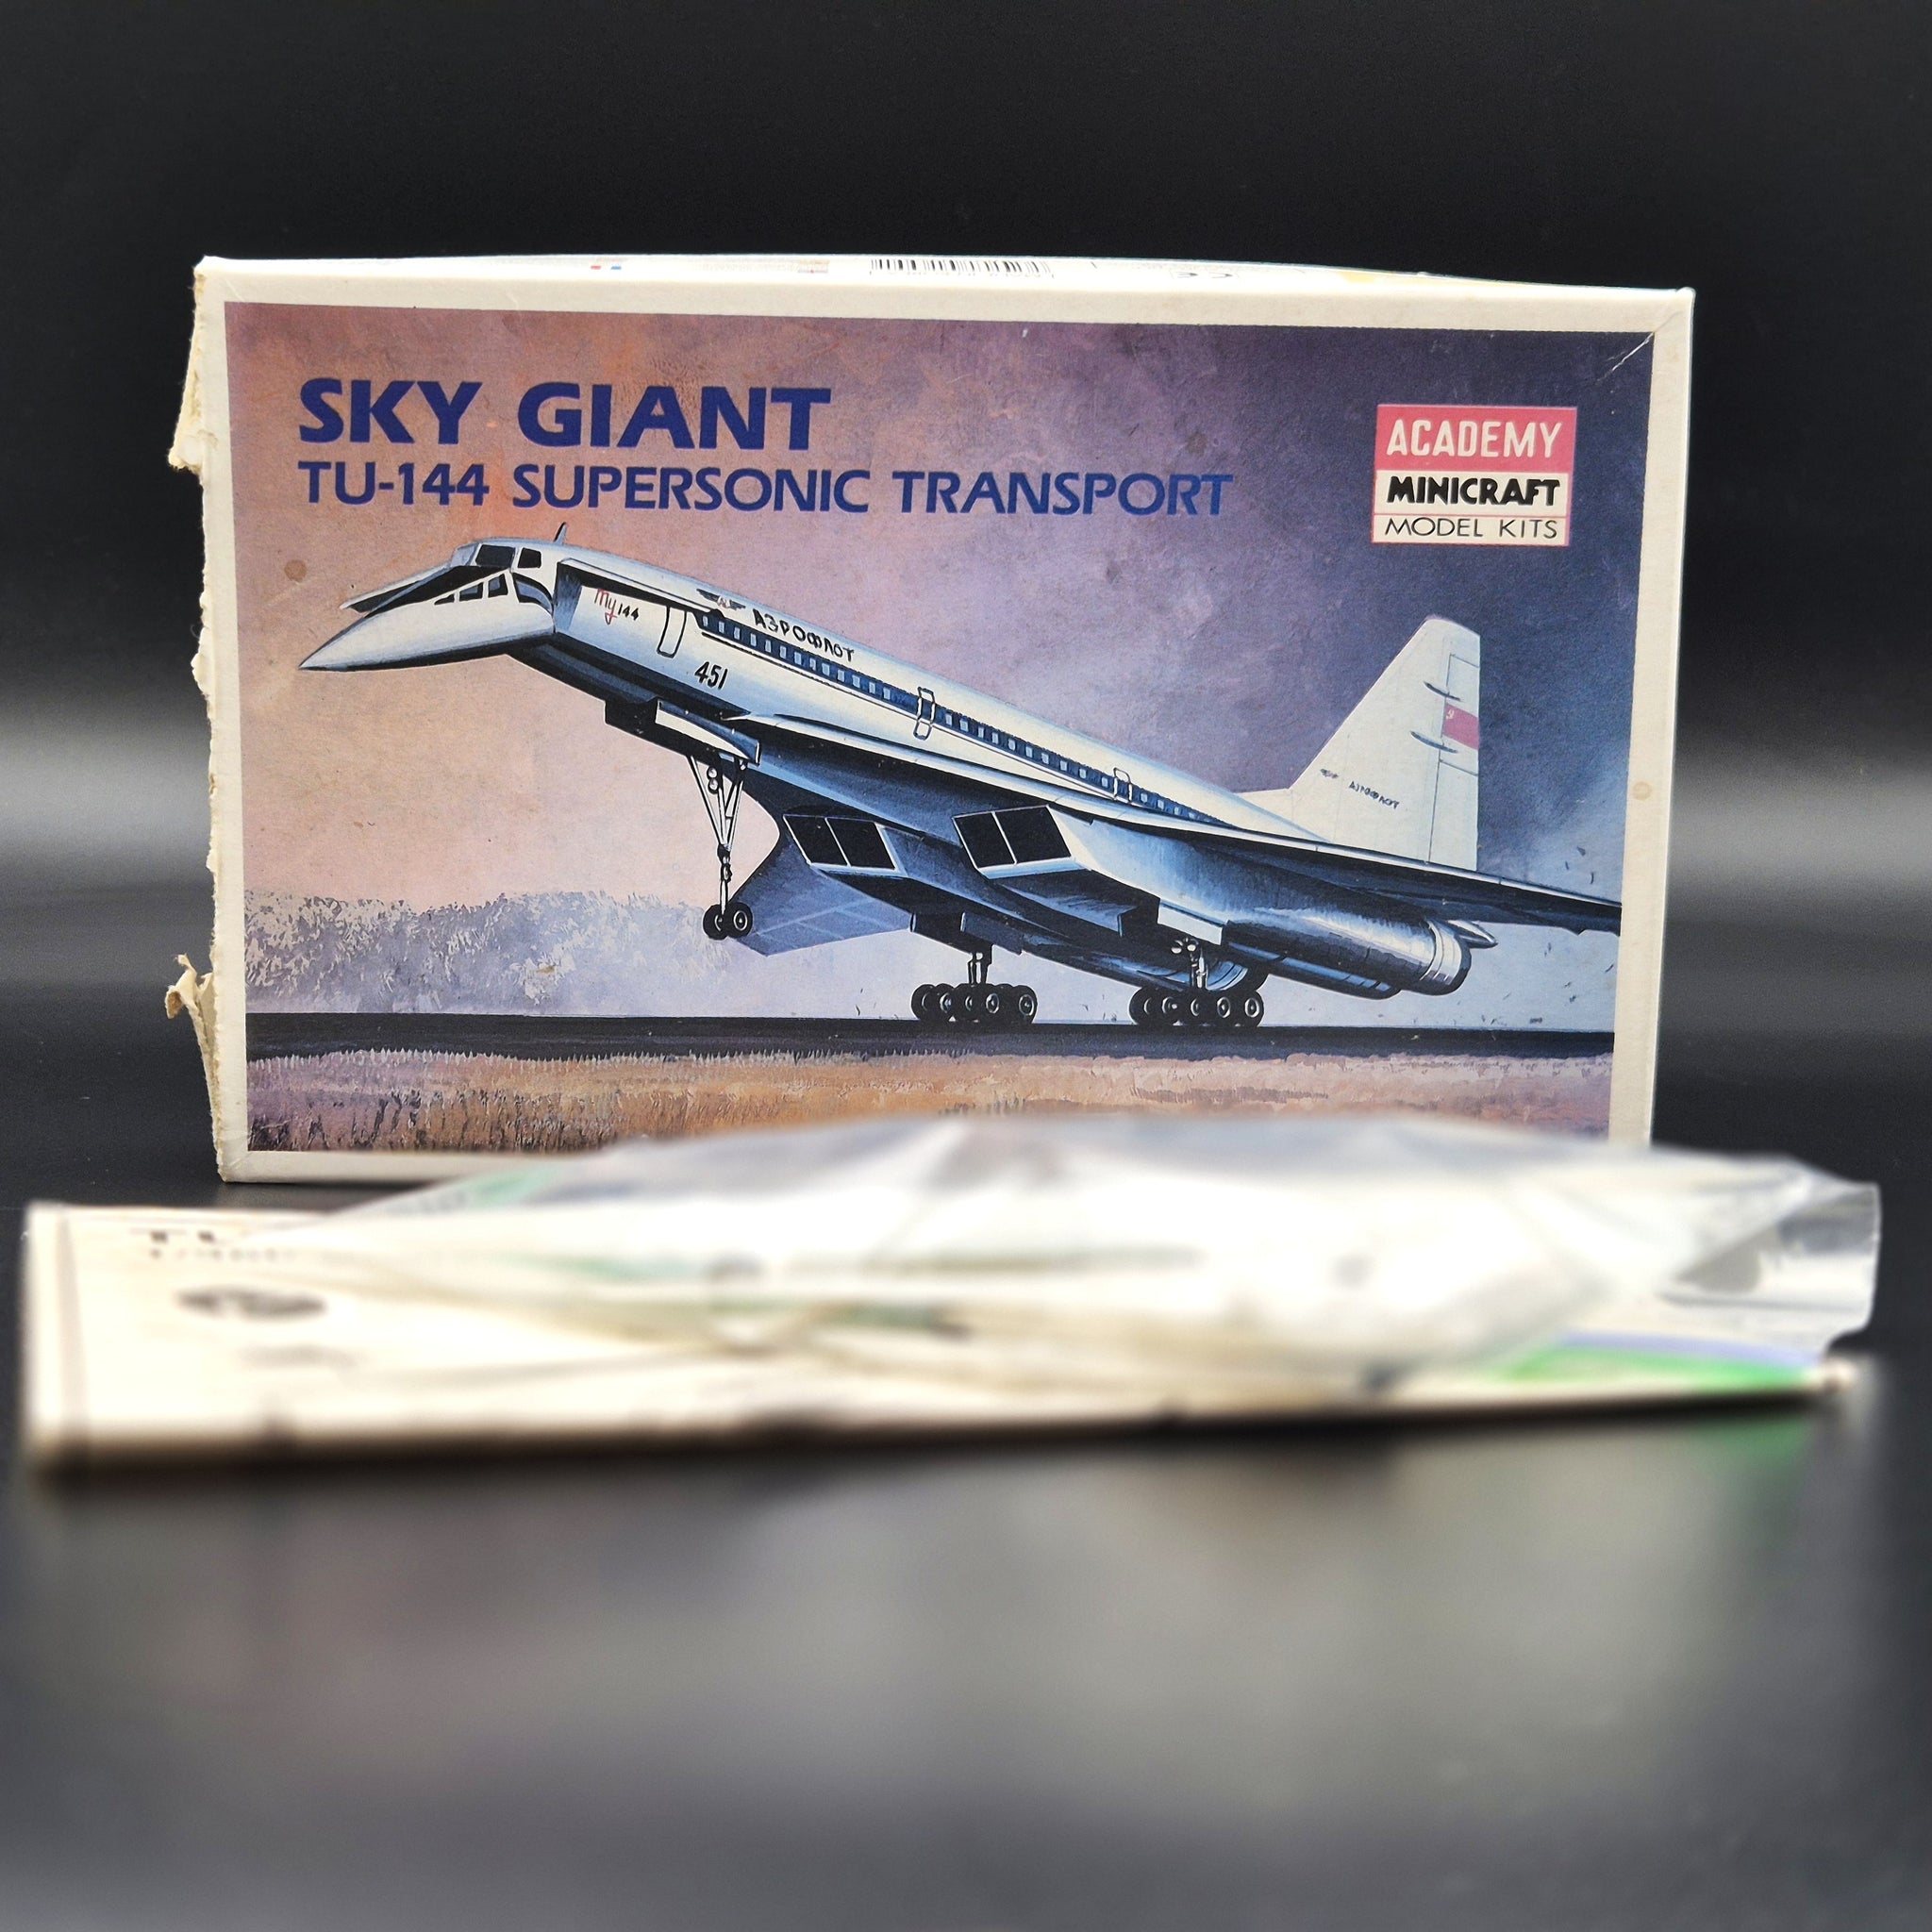 SKY GIANT
TU-144 SUPERSONIC TRANSPORT
ACADEMY
MINICRAFT
MODEL KITS
Ту144
АЭРОФЛОТ
451
АЭРОФЛОТ